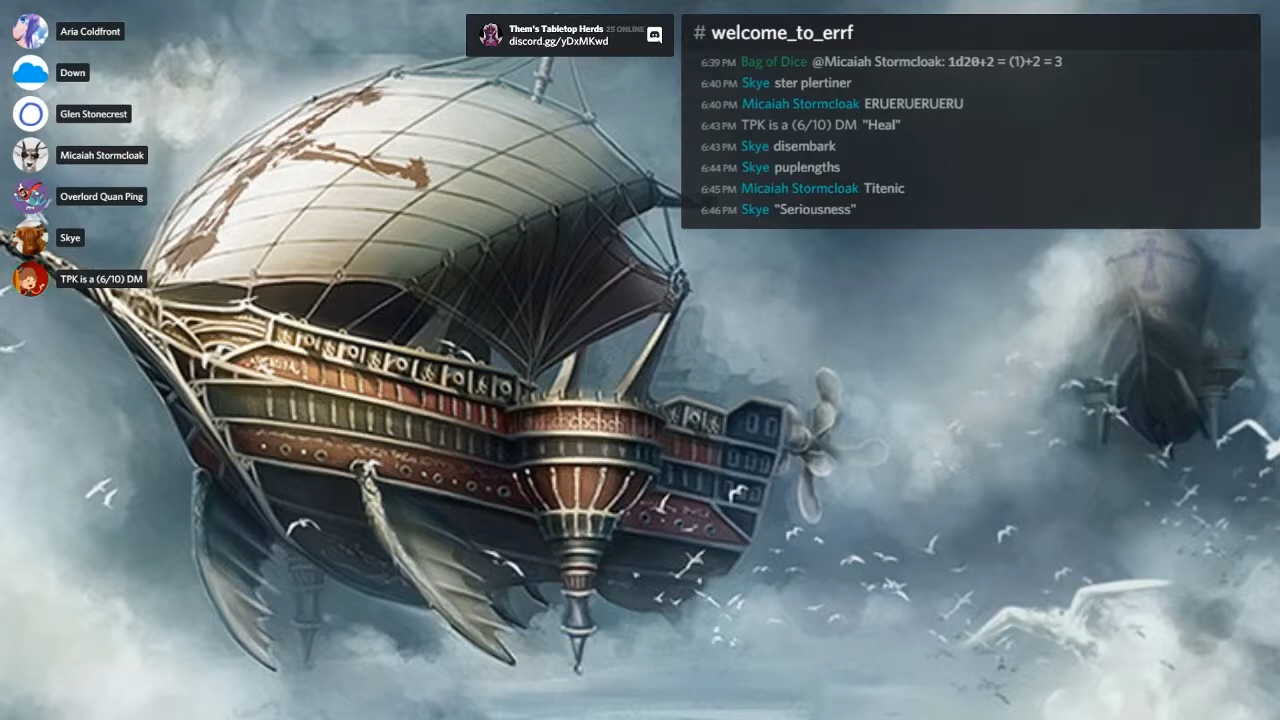 Aria Coldfront
Down
Glen Stonecrest
Micaiah Stormcloak
Overlord Quan Ping
Skye
TPK is a (6/10) DM
Them's Tabletop Herds 25 ONLINE
discord.gg/yDxMKwd
# welcome_to_errf
6:39 PM Bag of Dice @Micaiah Stormcloak: 1d20+2 = (1)+2 = 3
6:40 PM Skye ster plertiner
6:40 PM Micaiah Stormcloak ERUERUERUERU
6:43 PM TPK is a (6/10) DM "Heal"
6:43 PM Skye disembark
6:44 PM Skye puplengths
6:45 PM Micaiah Stormcloak Titenic
6:46 PM Skye "Seriousness"